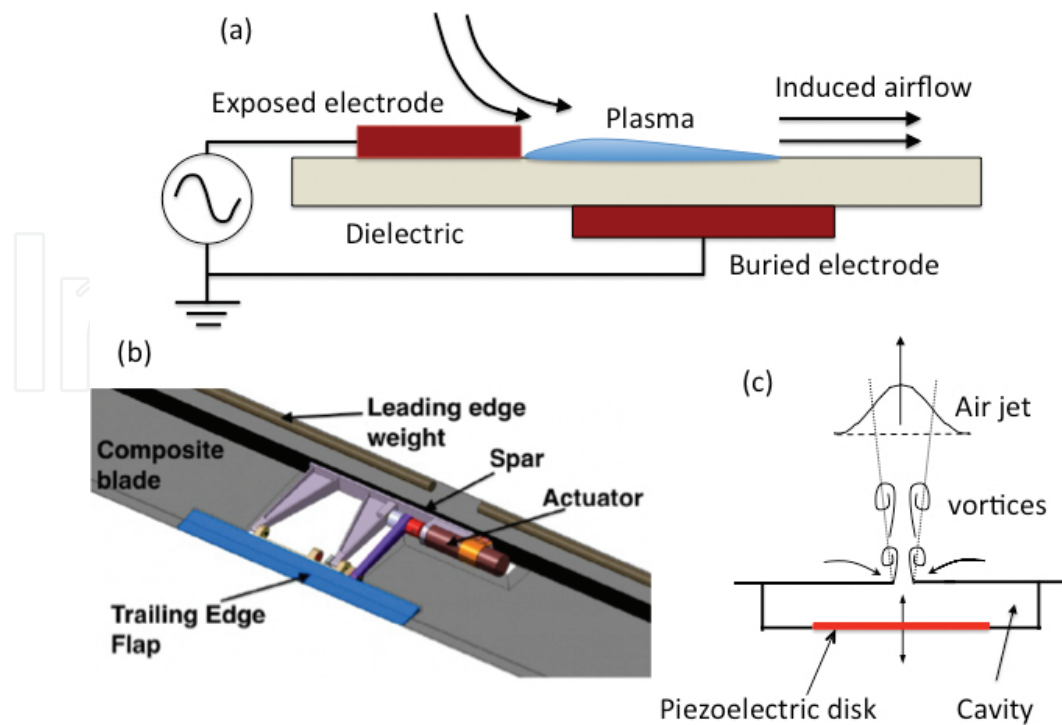 (a)
Exposed electrode
Plasma
Induced airflow
Dielectric
Buried electrode
(b)
Leading edge
weight
Composite
blade
Spar
Actuator
Trailing Edge
Flap
(c)
Air jet
vortices
Piezoelectric disk
Cavity